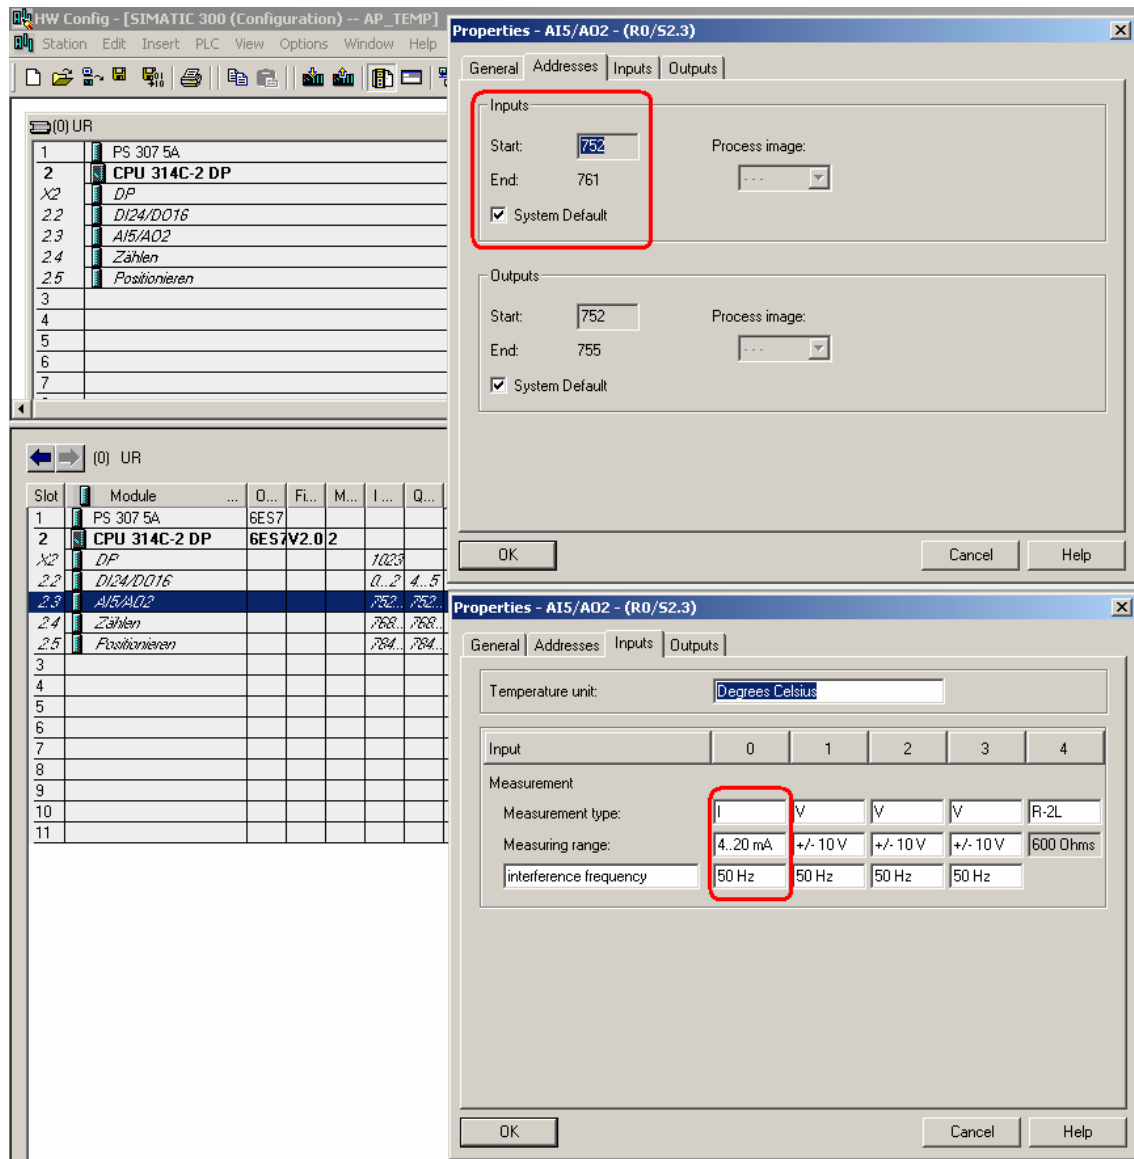 HW Config - [SIMATIC 300 (Configuration) -- AP_TEMP]
Station Edit Insert PLC View Options Window Help
(0) UR
1 PS 307 5A
2 CPU 314C-2 DP
X2 DP
2.2 DI24/DO16
2.3 AI5/AO2
2.4 Zählen
2.5 Positionieren
3
4
5
6
7
(0) UR
Slot Module ... O... Fi... M... I ... Q...
1 PS 307 5A 6ES7
2 CPU 314C-2 DP 6ES7 V2.0 2
X2 DP 1023
2.2 DI24/DO16 0...2 4...5
2.3 AI5/AO2 752... 752...
2.4 Zählen 768... 768...
2.5 Positionieren 784... 784...
3
4
5
6
7
8
9
10
11
Properties - AI5/AO2 - (R0/S2.3)
General Addresses Inputs Outputs
Inputs
Start: 752 Process image:
End: 761 ---
System Default
Outputs
Start: 752 Process image:
End: 755 ---
System Default
OK Cancel Help
Properties - AI5/AO2 - (R0/S2.3)
General Addresses Inputs Outputs
Temperature unit: Degrees Celsius
Input 0 1 2 3 4
Measurement
Measurement type: I V V V R-2L
Measuring range: 4..20 mA +/- 10 V +/- 10 V +/- 10 V 600 Ohms
interference frequency 50 Hz 50 Hz 50 Hz 50 Hz
OK Cancel Help